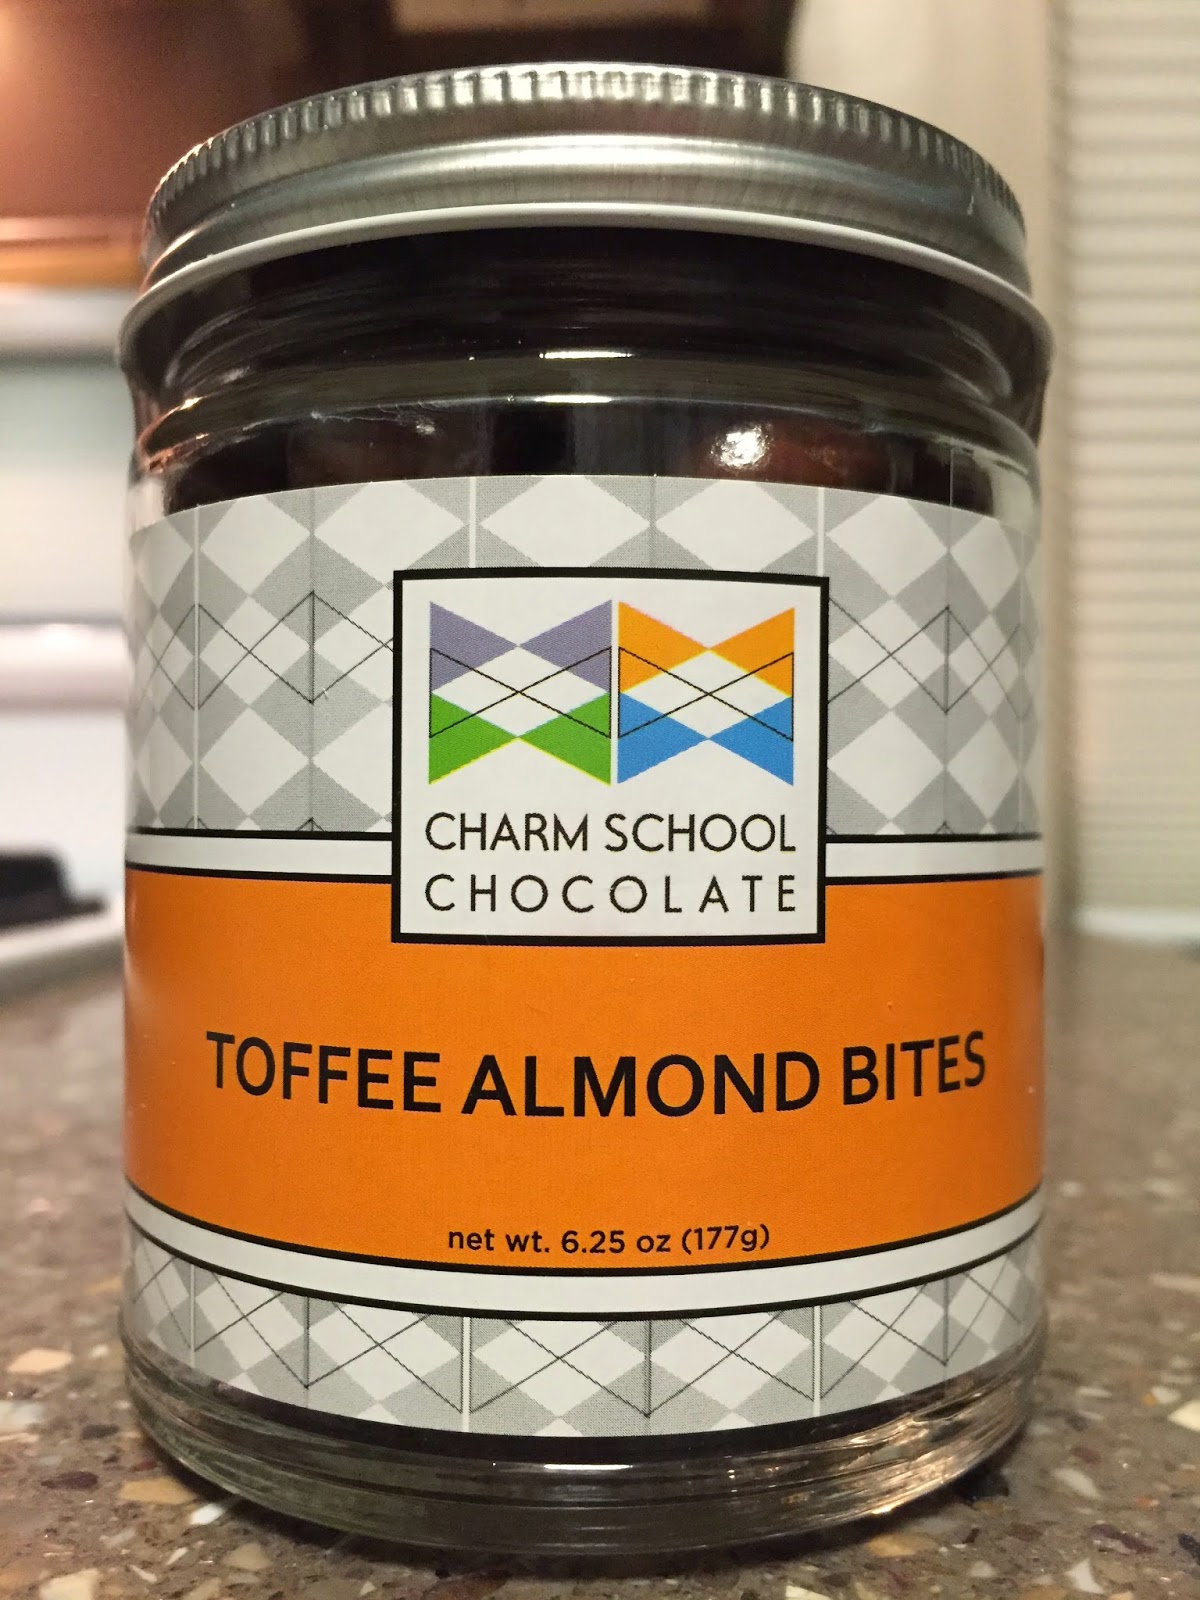 CHARM SCHOOL
CHOCOLATE
TOFFEE ALMOND BITES
net wt. 6.25 oz (177g)